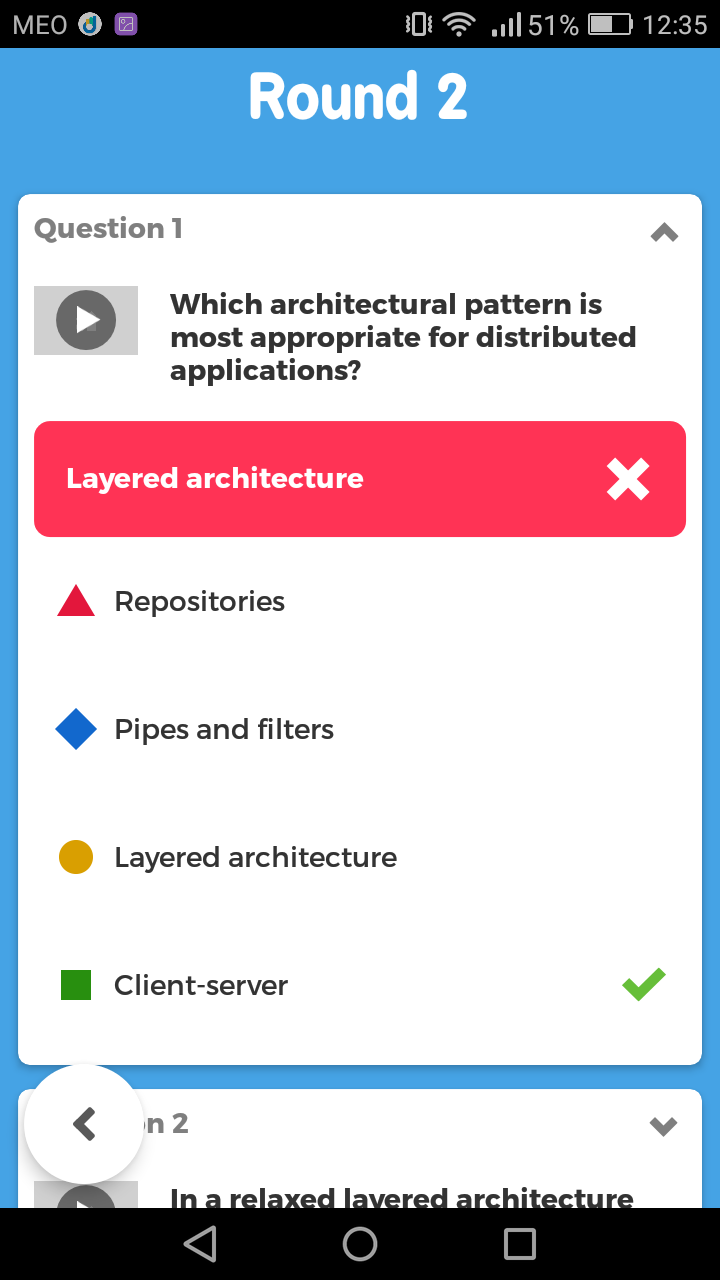 MEO 51% 12:35
Round 2
Question 1
Which architectural pattern is
most appropriate for distributed
applications?
Layered architecture
Repositories
Pipes and filters
Layered architecture
Client-server
n 2
In a relaxed layered architecture